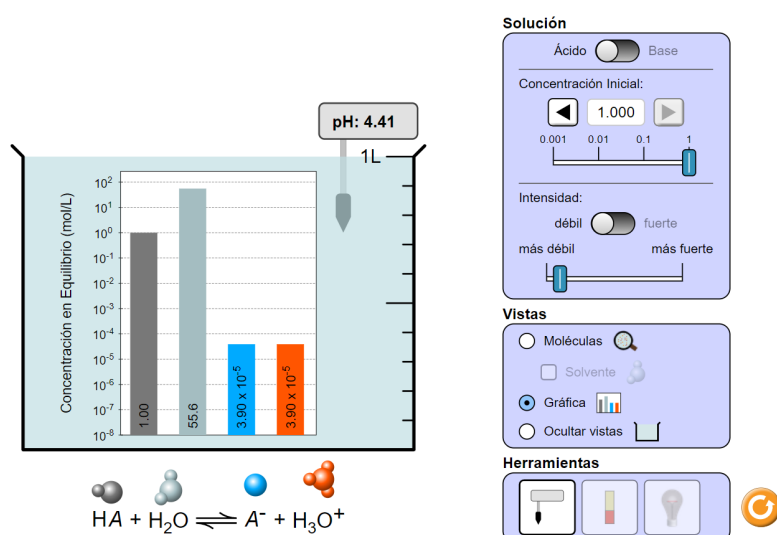 Solución
Ácido Base
Concentración Inicial:
1.000
0.001 0.01 0.1 1
Intensidad:
débil fuerte
más débil más fuerte
Vistas
Moléculas
Solvente
Gráfica
Ocultar vistas
Herramientas
pH: 4.41
1L
Concentración en Equilibrio (mol/L)
10²
10¹
10⁰
10⁻¹
10⁻²
10⁻³
10⁻⁴
10⁻⁵
10⁻⁶
10⁻⁷
10⁻⁸
1.00
55.6
3.90 x 10⁻⁵
3.90 x 10⁻⁵
HA + H₂O ⇌ A⁻ + H₃O⁺